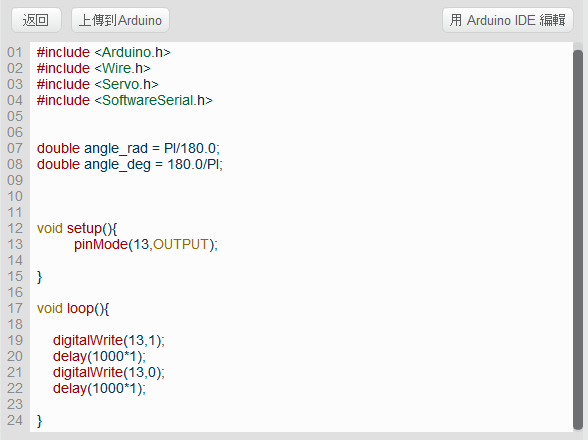 返回 上傳到Arduino 用 Arduino IDE 編輯
01 #include <Arduino.h>
02 #include <Wire.h>
03 #include <Servo.h>
04 #include <SoftwareSerial.h>
05
06
07 double angle_rad = PI/180.0;
08 double angle_deg = 180.0/PI;
09
10
11
12 void setup(){
13 pinMode(13,OUTPUT);
14
15 }
16
17 void loop(){
18
19 digitalWrite(13,1);
20 delay(1000*1);
21 digitalWrite(13,0);
22 delay(1000*1);
23
24 }